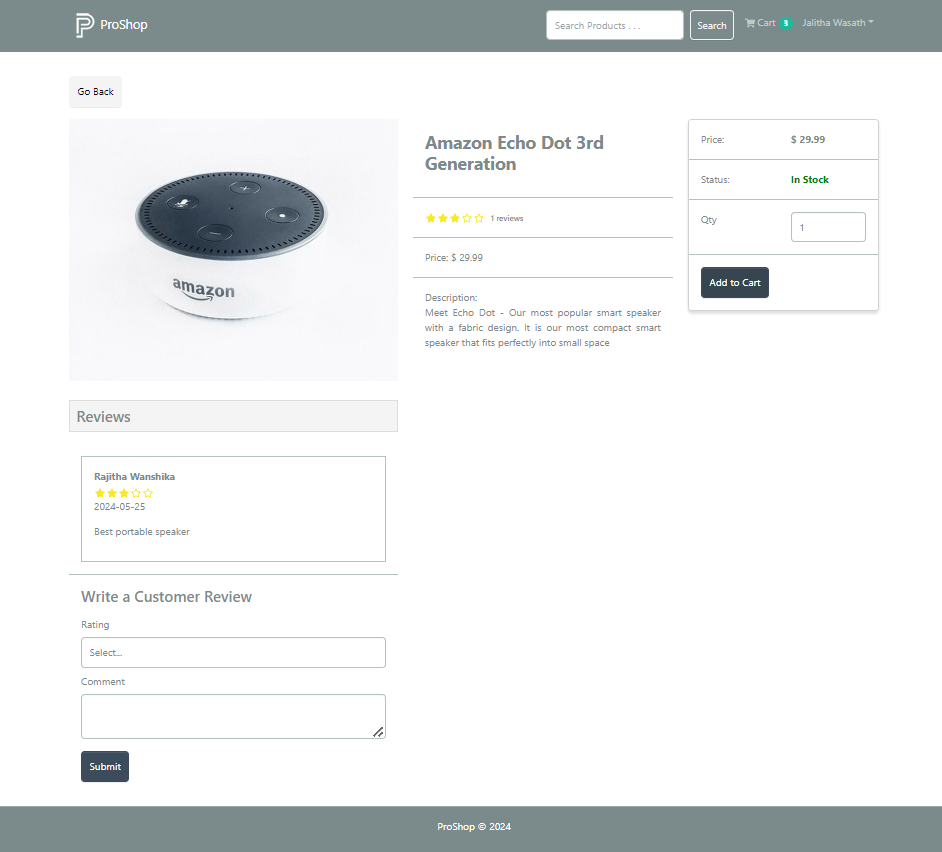 ProShop
Search Products . . .
Search
Cart 3
Jalitha Wasath
Go Back
amazon
Amazon Echo Dot 3rd
Generation
1 reviews
Price: $ 29.99
Description:
Meet Echo Dot - Our most popular smart speaker
with a fabric design. It is our most compact smart
speaker that fits perfectly into small space
Price: $ 29.99
Status: In Stock
Qty 1
Add to Cart
Reviews
Rajitha Wanshika
2024-05-25
Best portable speaker
Write a Customer Review
Rating
Select...
Comment
Submit
ProShop © 2024